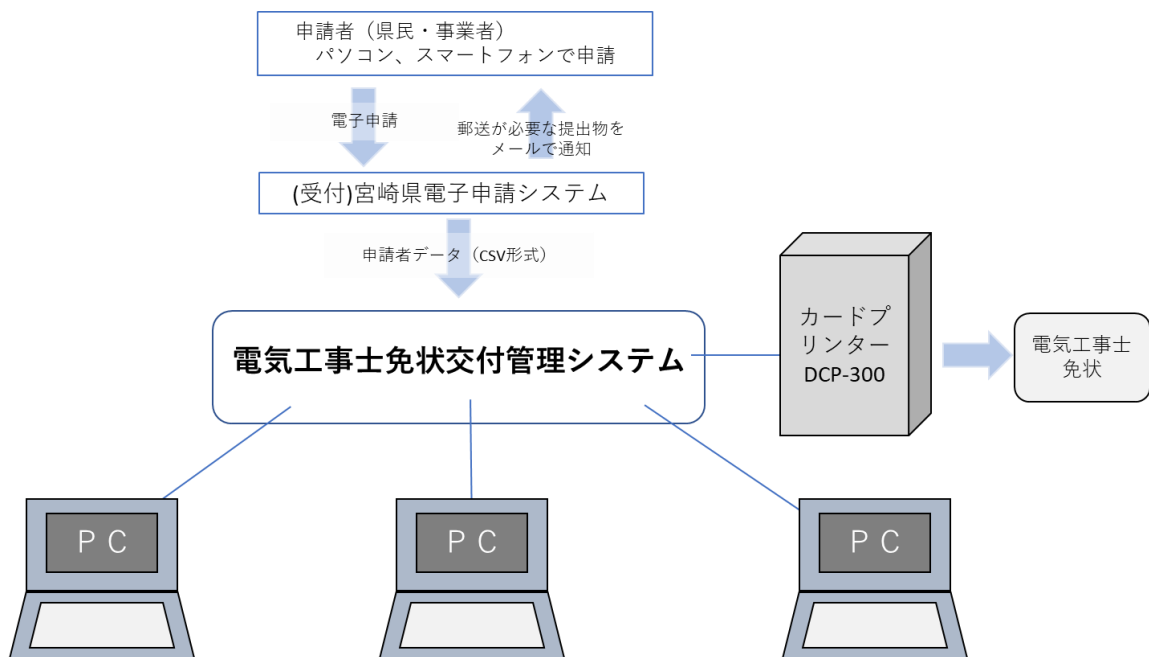 申請者（県民・事業者）
パソコン、スマートフォンで申請
電子申請
郵送が必要な提出物を
メールで通知
(受付)宮崎県電子申請システム
申請者データ（csv形式）
電気工事士免状交付管理システム
カードプ
リンター
DCP-300
電気工事士
免状
ＰＣ
ＰＣ
ＰＣ